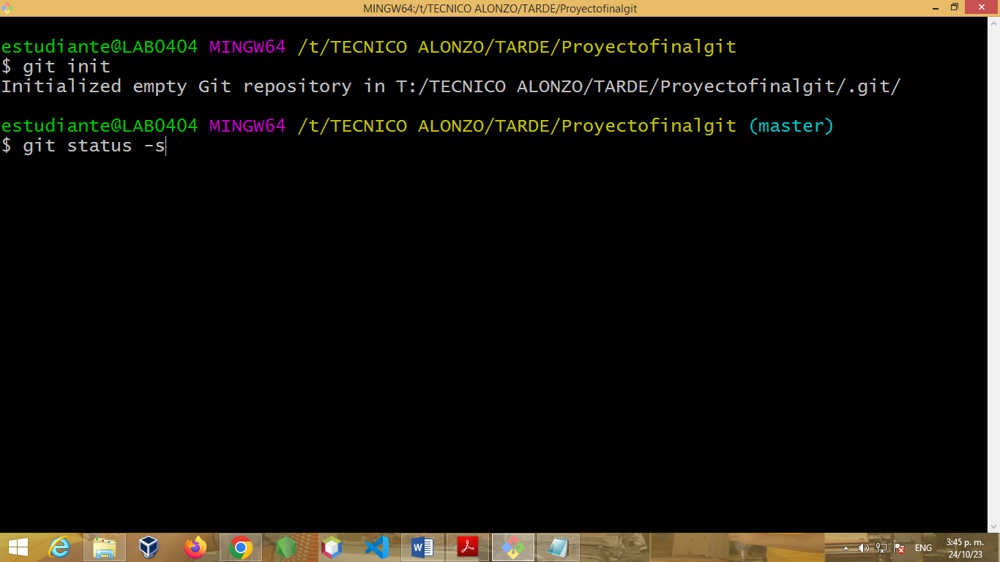 MINGW64:/t/TECNICO ALONZO/TARDE/Proyectofinalgit
estudiante@LAB0404 MINGW64 /t/TECNICO ALONZO/TARDE/Proyectofinalgit
$ git init
Initialized empty Git repository in T:/TECNICO ALONZO/TARDE/Proyectofinalgit/.git/
estudiante@LAB0404 MINGW64 /t/TECNICO ALONZO/TARDE/Proyectofinalgit (master)
$ git status -s
ENG
3:45 p. m.
24/10/23